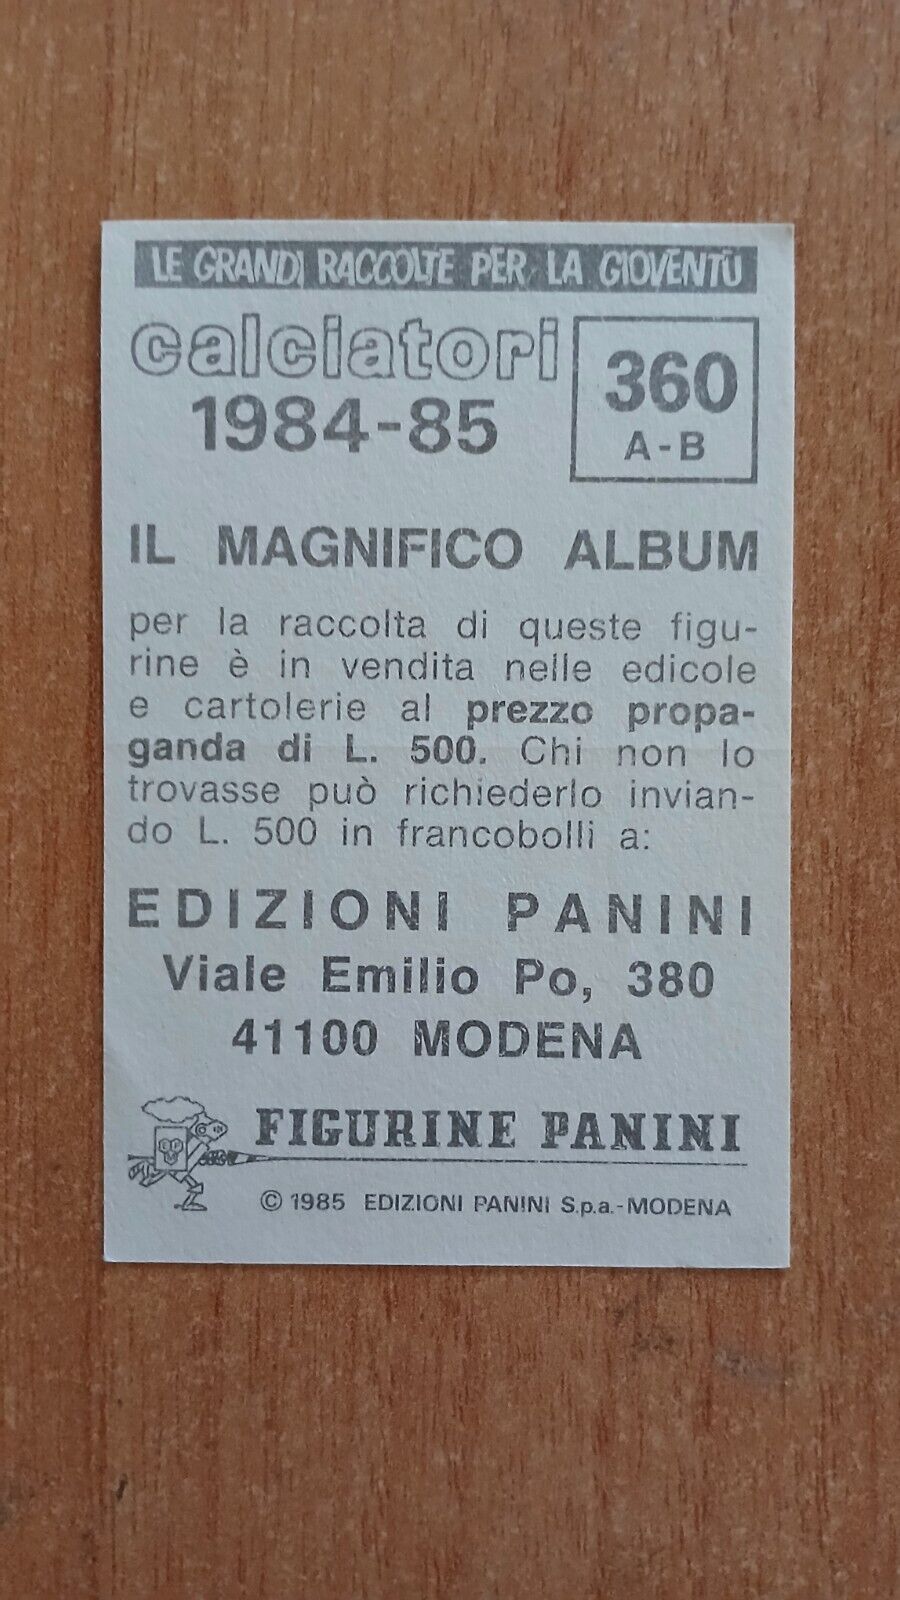 LE GRANDI RACCOLTE PER LA GIOVENTÙ
calciatori
1984-85
360
A-B
IL MAGNIFICO ALBUM
per la raccolta di queste figu-
rine è in vendita nelle edicole
e cartolerie al prezzo propa-
ganda di L. 500. Chi non lo
trovasse può richiederlo invian-
do L. 500 in francobolli a:
EDIZIONI PANINI
Viale Emilio Po, 380
41100 MODENA
FIGURINE PANINI
© 1985 EDIZIONI PANINI S.p.a.-MODENA